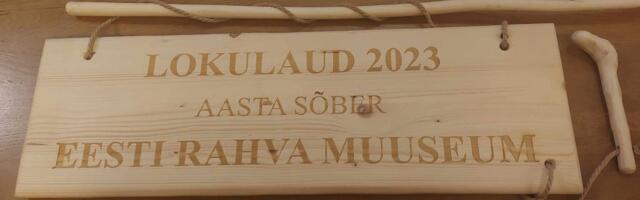 LOKULAUD 2023
AASTA SÕBER
EESTI RAHVA MUUSEUM